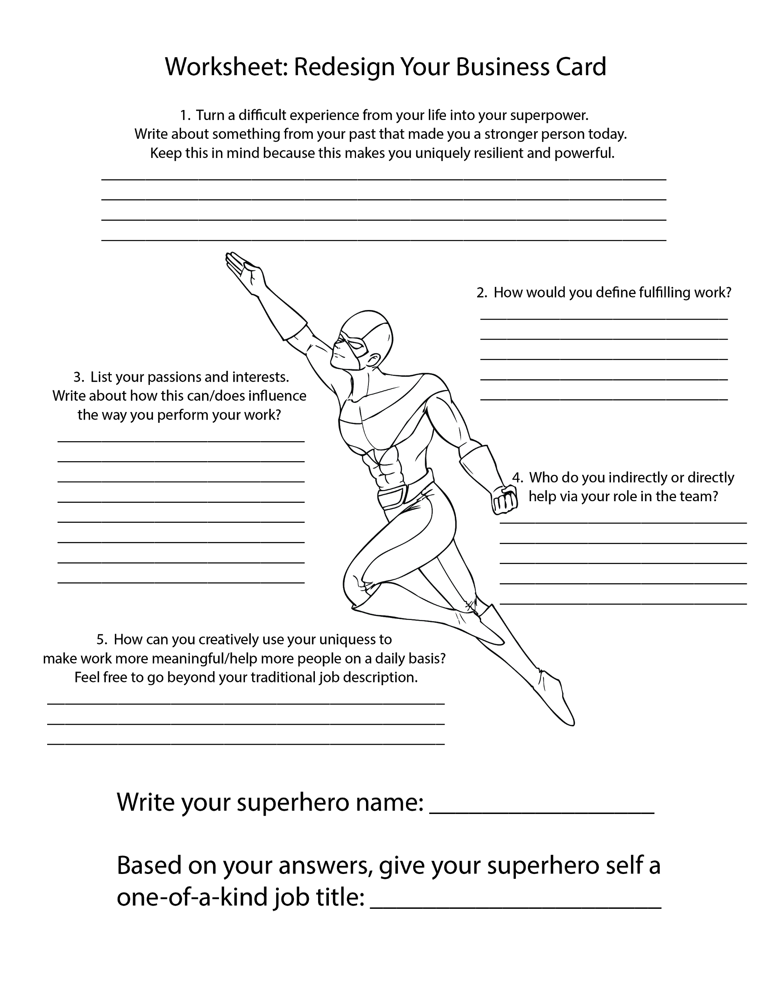 Worksheet: Redesign Your Business Card
1. Turn a difficult experience from your life into your superpower.
Write about something from your past that made you a stronger person today.
Keep this in mind because this makes you uniquely resilient and powerful.
2. How would you define fulfilling work?
3. List your passions and interests.
Write about how this can/does influence
the way you perform your work?
4. Who do you indirectly or directly
help via your role in the team?
5. How can you creatively use your uniquess to
make work more meaningful/help more people on a daily basis?
Feel free to go beyond your traditional job description.
Write your superhero name:
Based on your answers, give your superhero self a
one-of-a-kind job title: